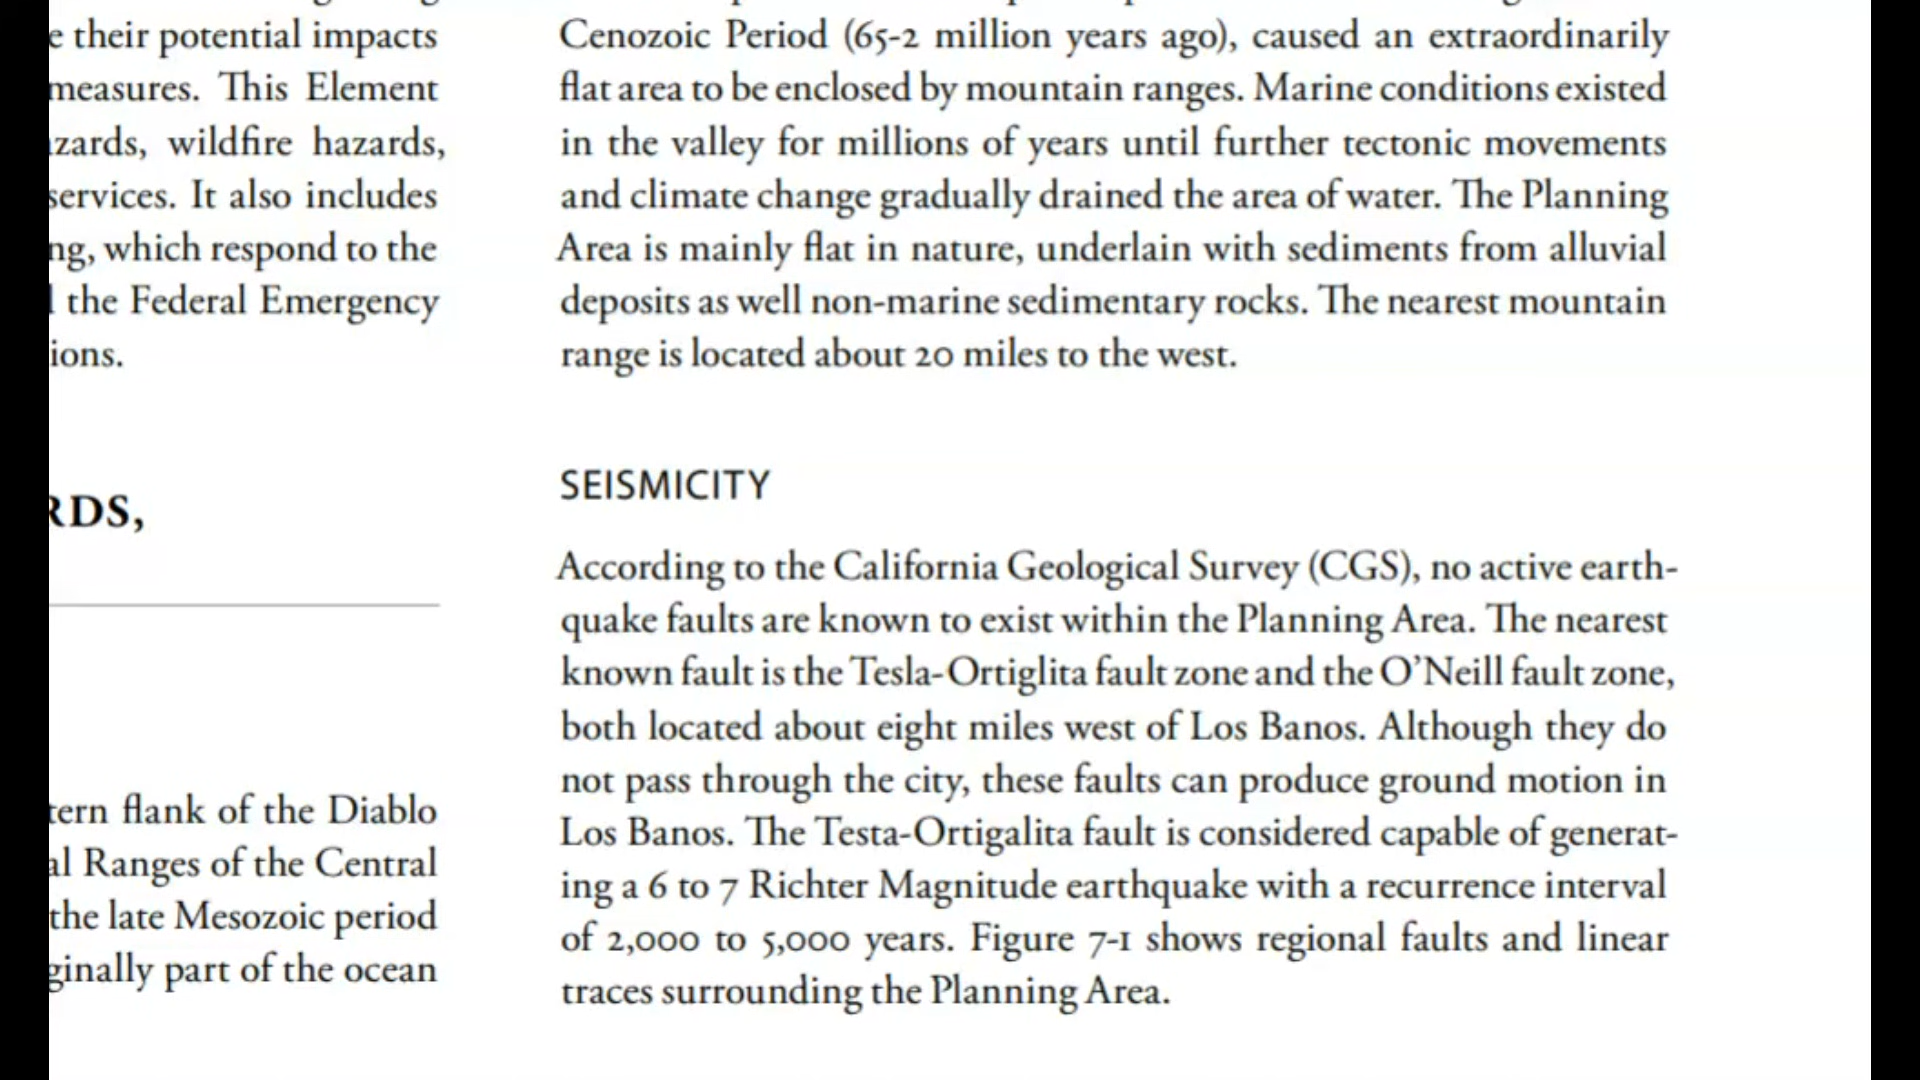 e their potential impacts
measures. This Element
zards, wildfire hazards,
services. It also includes
ng, which respond to the
the Federal Emergency
ions.
RDS,
tern flank of the Diablo
al Ranges of the Central
the late Mesozoic period
ginally part of the ocean
Cenozoic Period (65-2 million years ago), caused an extraordinarily
flat area to be enclosed by mountain ranges. Marine conditions existed
in the valley for millions of years until further tectonic movements
and climate change gradually drained the area of water. The Planning
Area is mainly flat in nature, underlain with sediments from alluvial
deposits as well non-marine sedimentary rocks. The nearest mountain
range is located about 20 miles to the west.
SEISMICITY
According to the California Geological Survey (CGS), no active earth-
quake faults are known to exist within the Planning Area. The nearest
known fault is the Tesla-Ortiglita fault zone and the O'Neill fault zone,
both located about eight miles west of Los Banos. Although they do
not pass through the city, these faults can produce ground motion in
Los Banos. The Testa-Ortigalita fault is considered capable of generat-
ing a 6 to 7 Richter Magnitude earthquake with a recurrence interval
of 2,000 to 5,000 years. Figure 7-1 shows regional faults and linear
traces surrounding the Planning Area.